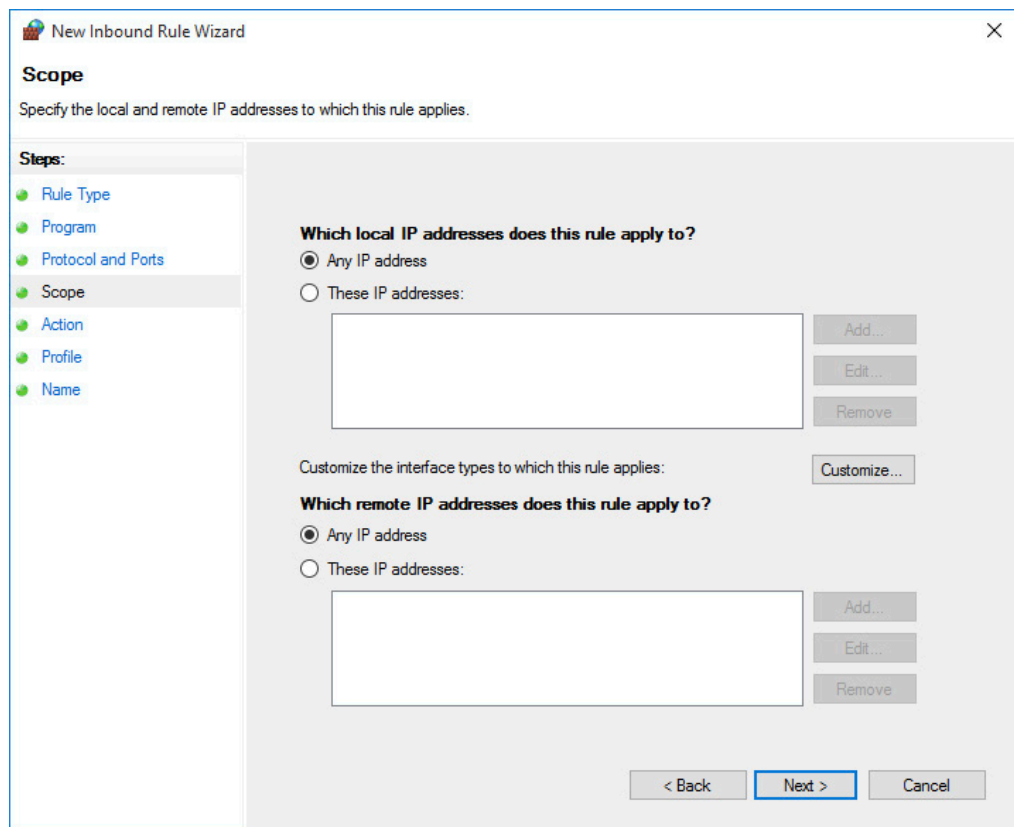 New Inbound Rule Wizard
Scope
Specify the local and remote IP addresses to which this rule applies.
Steps:
Rule Type
Program
Protocol and Ports
Scope
Action
Profile
Name
Which local IP addresses does this rule apply to?
Any IP address
These IP addresses:
Add...
Edit...
Remove
Customize the interface types to which this rule applies:
Customize...
Which remote IP addresses does this rule apply to?
Any IP address
These IP addresses:
Add...
Edit...
Remove
< Back
Next >
Cancel